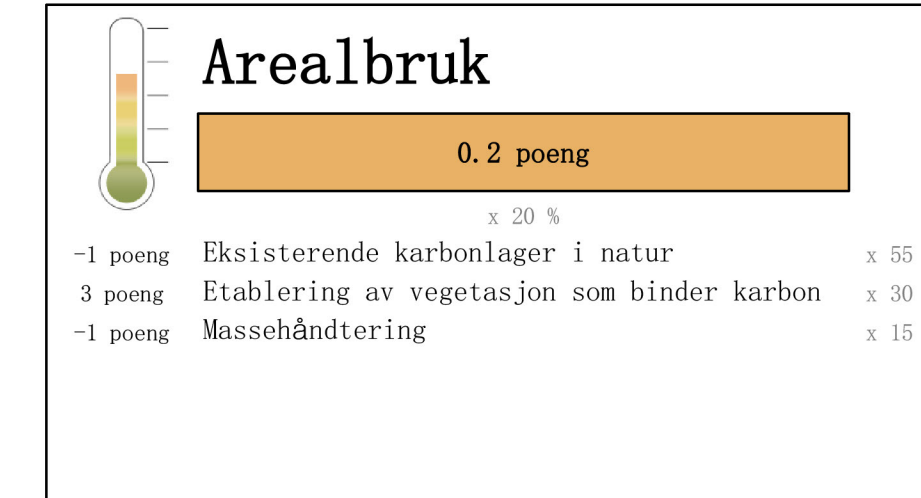 Arealbruk
0.2 poeng
x 20 %
-1 poeng Eksisterende karbonlager i natur x 55
3 poeng Etablering av vegetasjon som binder karbon x 30
-1 poeng Massehåndtering x 15